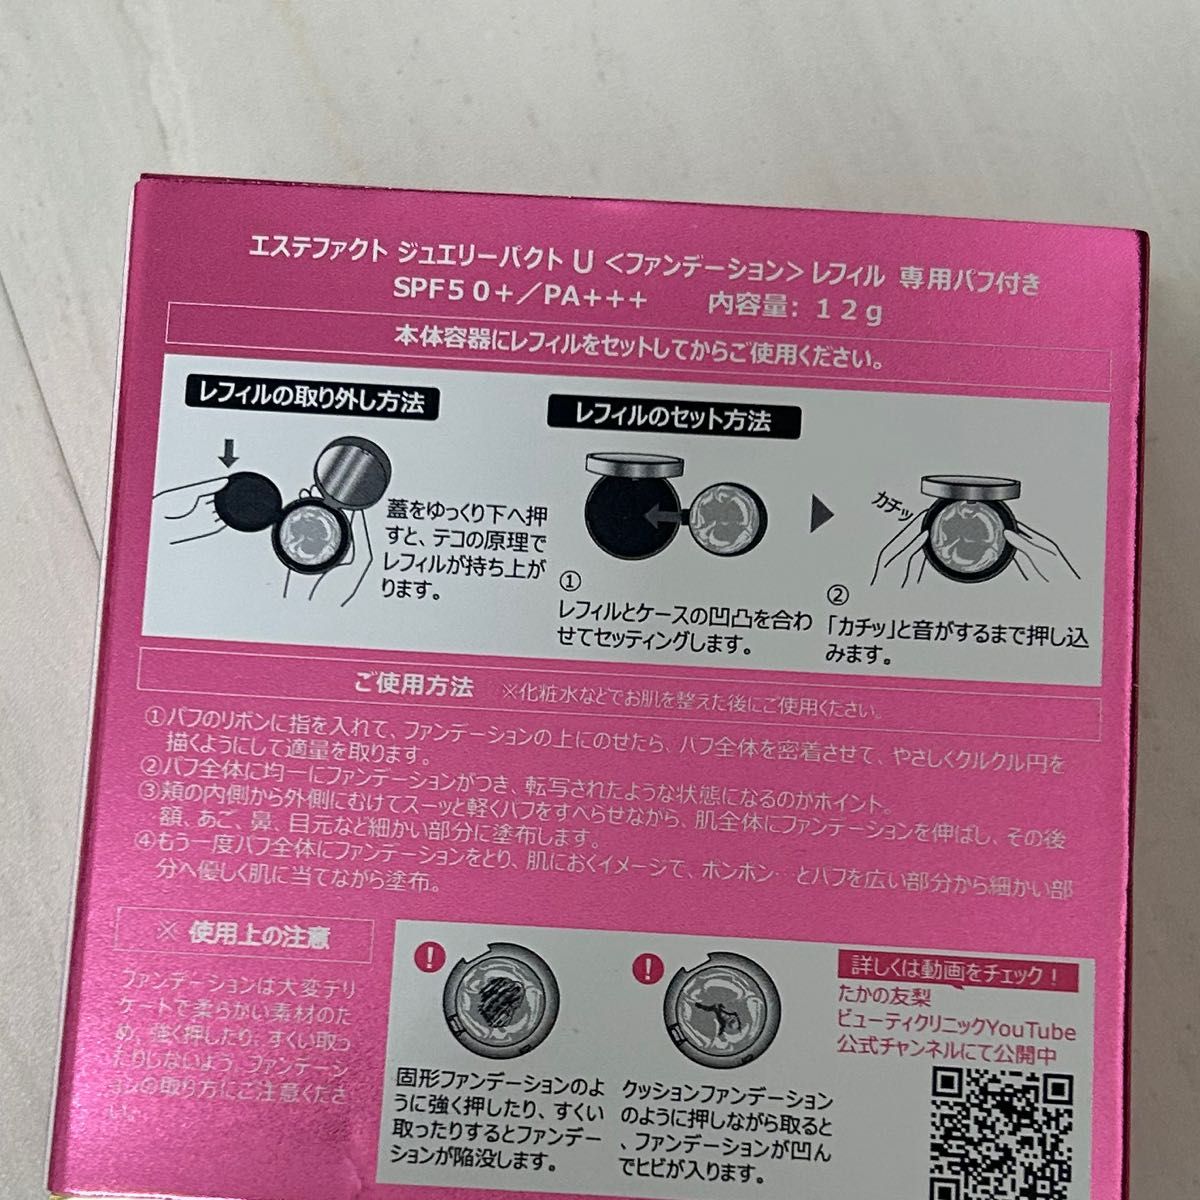 エステファクト ジュエリーパクト U <ファンデーション> レフィル 専用パフ付き
SPF50+/PA+++ 内容量: 12g
本体容器にレフィルをセットしてからご使用ください。
レフィルの取り外し方法
蓋をゆっくり下へ押
すと、テコの原理で
レフィルが持ち上が
ります。
レフィルのセット方法
①
レフィルとケースの凹凸を合わ
せてセッティングします。
カチッ
②
「カチッ」と音がするまで押し込
みます。
ご使用方法 ※化粧水などでお肌を整えた後にご使用ください。
①パフのリボンに指を入れて、ファンデーションの上にのせたら、パフ全体を密着させて、やさしくクルクル円を
描くようにして適量を取ります。
②パフ全体に均一にファンデーションがつき、転写されたような状態になるのがポイント。
③頬の内側から外側にむけてスーッと軽くパフをすべらせながら、肌全体にファンデーションを伸ばし、その後
額、あご、鼻、目元など細かい部分に塗布します。
④もう一度パフ全体にファンデーションをとり、肌におくイメージで、ポンポン…とパフを広い部分から細かい部
分へ優しく肌に当てながら塗布。
※ 使用上の注意
ファンデーションは大変デリ
ケートで柔らかい素材のた
め、強く押したり、すくい取っ
たりしないよう、ファンデーシ
ョンの取り方にご注意くださ
い。
!
固形ファンデーションのよ
うに強く押したり、すくい
取ったりするとファンデー
ションが陥没します。
!
クッションファンデーション
のように押しながら取ると
、ファンデーションが凹ん
でヒビが入ります。
詳しくは動画をチェック!
たかの友梨
ビューティクリニックYouTube
公式チャンネルにて公開中